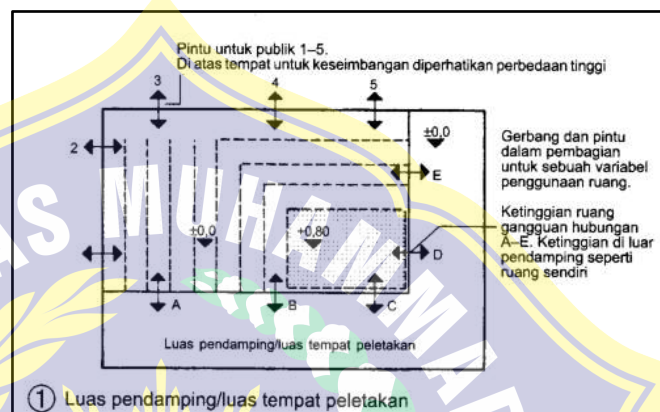 Pintu untuk publik 1–5.
Di atas tempat untuk keseimbangan diperhatikan perbedaan tinggi
3 4 5
±0,0
Gerbang dan pintu
dalam pembagian
untuk sebuah variabel
penggunaan ruang.
2
E
Ketinggian ruang
gangguan hubungan
A–E. Ketinggian di luar
pendamping seperti
ruang sendiri
±0,0 +0,80
D
A B C
Luas pendamping/luas tempat peletakan
1 Luas pendamping/luas tempat peletakan
AS MUHAMMA